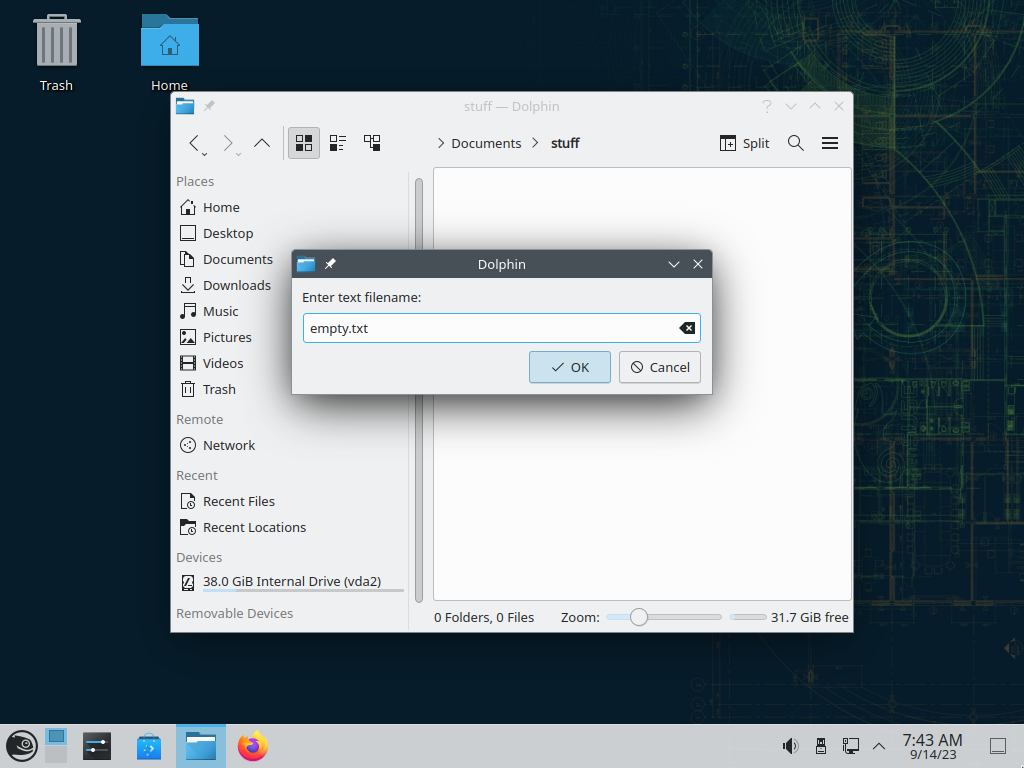 Trash
Home
stuff — Dolphin
Documents
stuff
Split
Places
Home
Desktop
Documents
Downloads
Music
Pictures
Videos
Trash
Remote
Network
Recent
Recent Files
Recent Locations
Devices
38.0 GiB Internal Drive (vda2)
Removable Devices
Dolphin
Enter text filename:
empty.txt
OK
Cancel
0 Folders, 0 Files
Zoom:
31.7 GiB free
7:43 AM
9/14/23